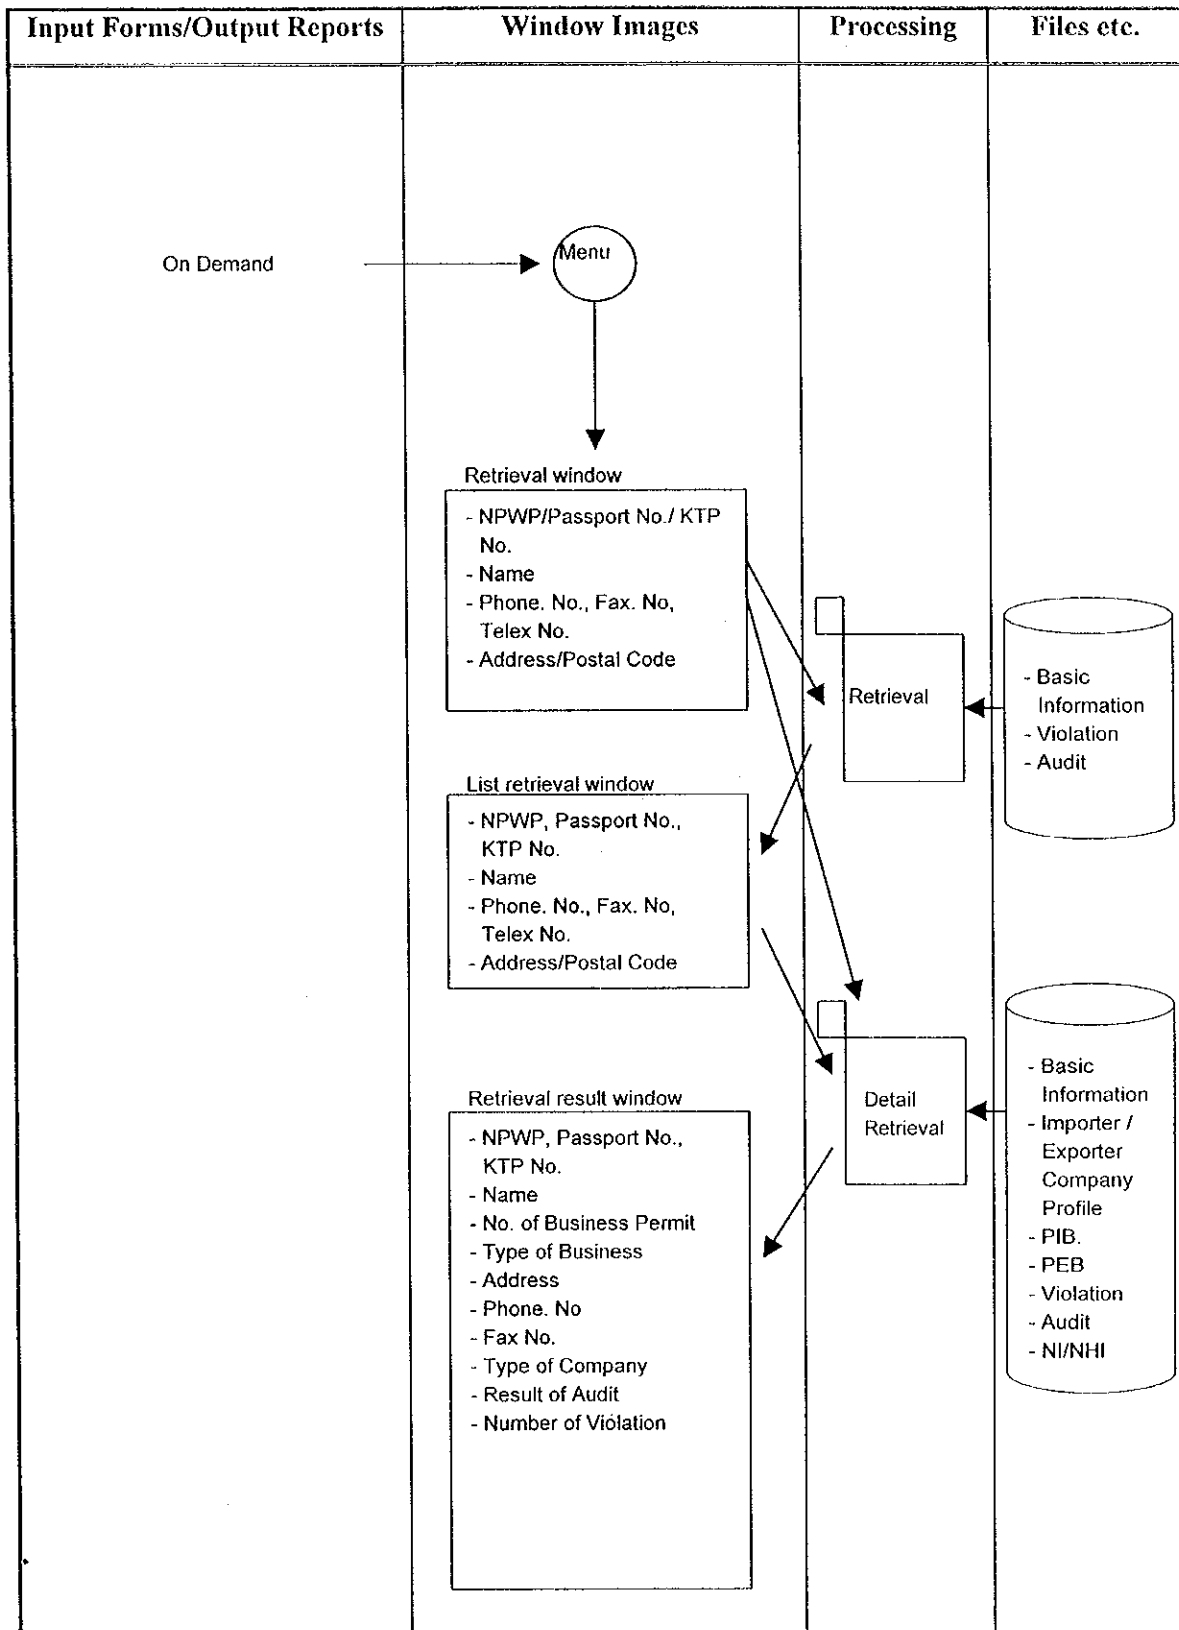 Input Forms/Output Reports
Window Images
Processing
Files etc.
On Demand
Menu
Retrieval window
- NPWP/Passport No./ KTP
No.
- Name
- Phone. No., Fax. No,
Telex No.
- Address/Postal Code
Retrieval
- Basic
Information
- Violation
- Audit
List retrieval window
- NPWP, Passport No.,
KTP No.
- Name
- Phone. No., Fax. No,
Telex No.
- Address/Postal Code
Detail
Retrieval
- Basic
Information
- Importer /
Exporter
Company
Profile
- PIB.
- PEB
- Violation
- Audit
- NI/NHI
Retrieval result window
- NPWP, Passport No.,
KTP No.
- Name
- No. of Business Permit
- Type of Business
- Address
- Phone. No
- Fax No.
- Type of Company
- Result of Audit
- Number of Violation